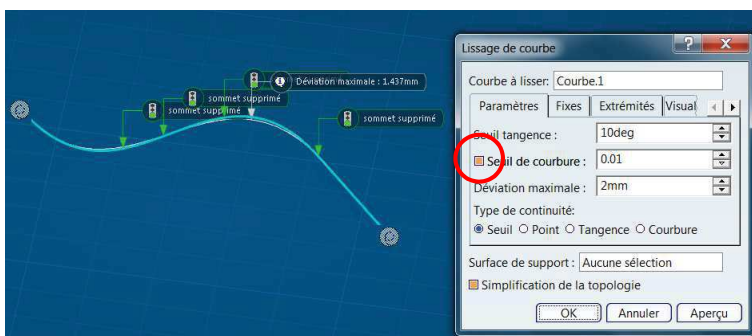 Déviation maximale : 1.437mm
sommet supprimé
sommet supprimé
sommet supprimé
Lissage de courbe
Courbe à lisser: Courbe.1
Paramètres Fixes Extrémités Visual
Seuil tangence : 10deg
Seuil de courbure : 0.01
Déviation maximale : 2mm
Type de continuité:
Seuil Point Tangence Courbure
Surface de support : Aucune sélection
Simplification de la topologie
OK Annuler Aperçu